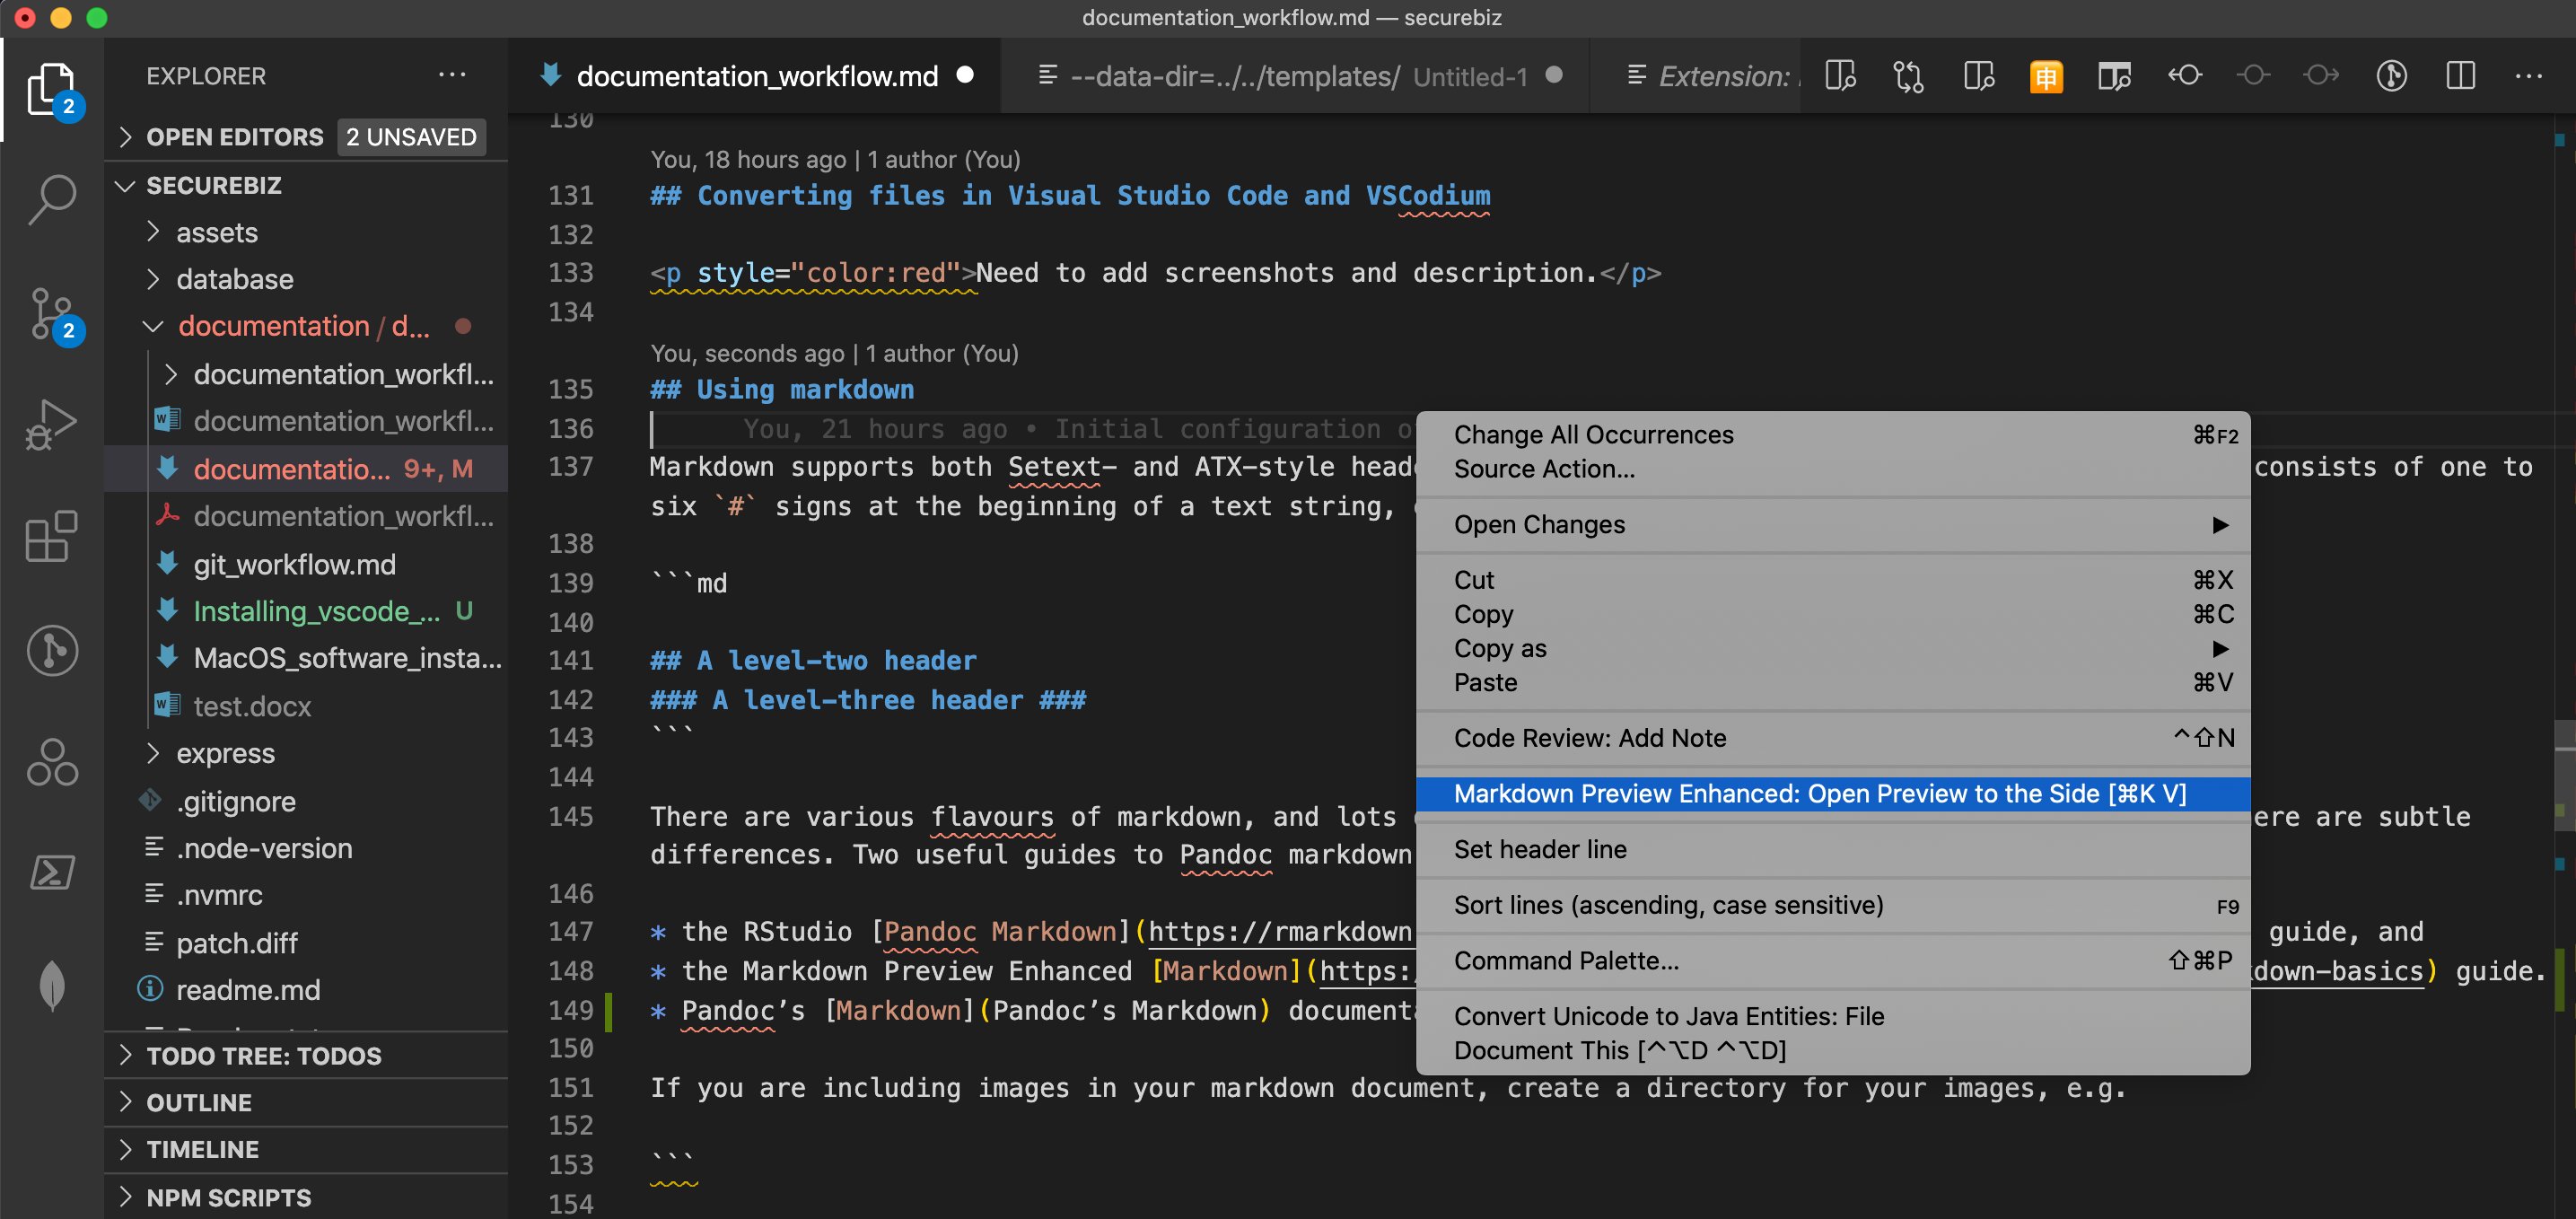 documentation_workflow.md — securebiz
EXPLORER
documentation_workflow.md
--data-dir=../../templates/ Untitled-1
Extension:
2
2
OPEN EDITORS 2 UNSAVED
SECUREBIZ
assets
database
documentation / d...
documentation_workfl...
documentation_workfl...
documentatio... 9+, M
documentation_workfl...
git_workflow.md
Installing_vscode_... U
MacOS_software_insta...
test.docx
express
.gitignore
.node-version
.nvmrc
patch.diff
readme.md
TODO TREE: TODOS
OUTLINE
TIMELINE
NPM SCRIPTS
130
You, 18 hours ago | 1 author (You)
131 ## Converting files in Visual Studio Code and VSCodium
132
133 <p style="color:red">Need to add screenshots and description.</p>
134
You, seconds ago | 1 author (You)
135 ## Using markdown
136 You, 21 hours ago • Initial configuration
137 Markdown supports both Setext- and ATX-style consists of one to
six `#` signs at the beginning of a text string,
138
139 ```md
140
141 ## A level-two header
142 ### A level-three header ###
143 ```
144
145 There are various flavours of markdown, and lots are subtle
differences. Two useful guides to Pandoc markdown
146
147 * the RStudio [Pandoc Markdown](https://rmarkdown guide, and
148 * the Markdown Preview Enhanced [Markdown](https: down-basics) guide.
149 * Pandoc’s [Markdown](Pandoc’s Markdown)
150
151 If you are including images in your markdown document, create a directory for your images, e.g.
152
153 ```
154
Change All Occurrences ⌘F2
Source Action...
Open Changes ▶
Cut ⌘X
Copy ⌘C
Copy as ▶
Paste ⌘V
Code Review: Add Note ^⇧N
Markdown Preview Enhanced: Open Preview to the Side [⌘K V]
Set header line
Sort lines (ascending, case sensitive) F9
Command Palette... ⇧⌘P
Convert Unicode to Java Entities: File
Document This [^⌥D ^⌥D]